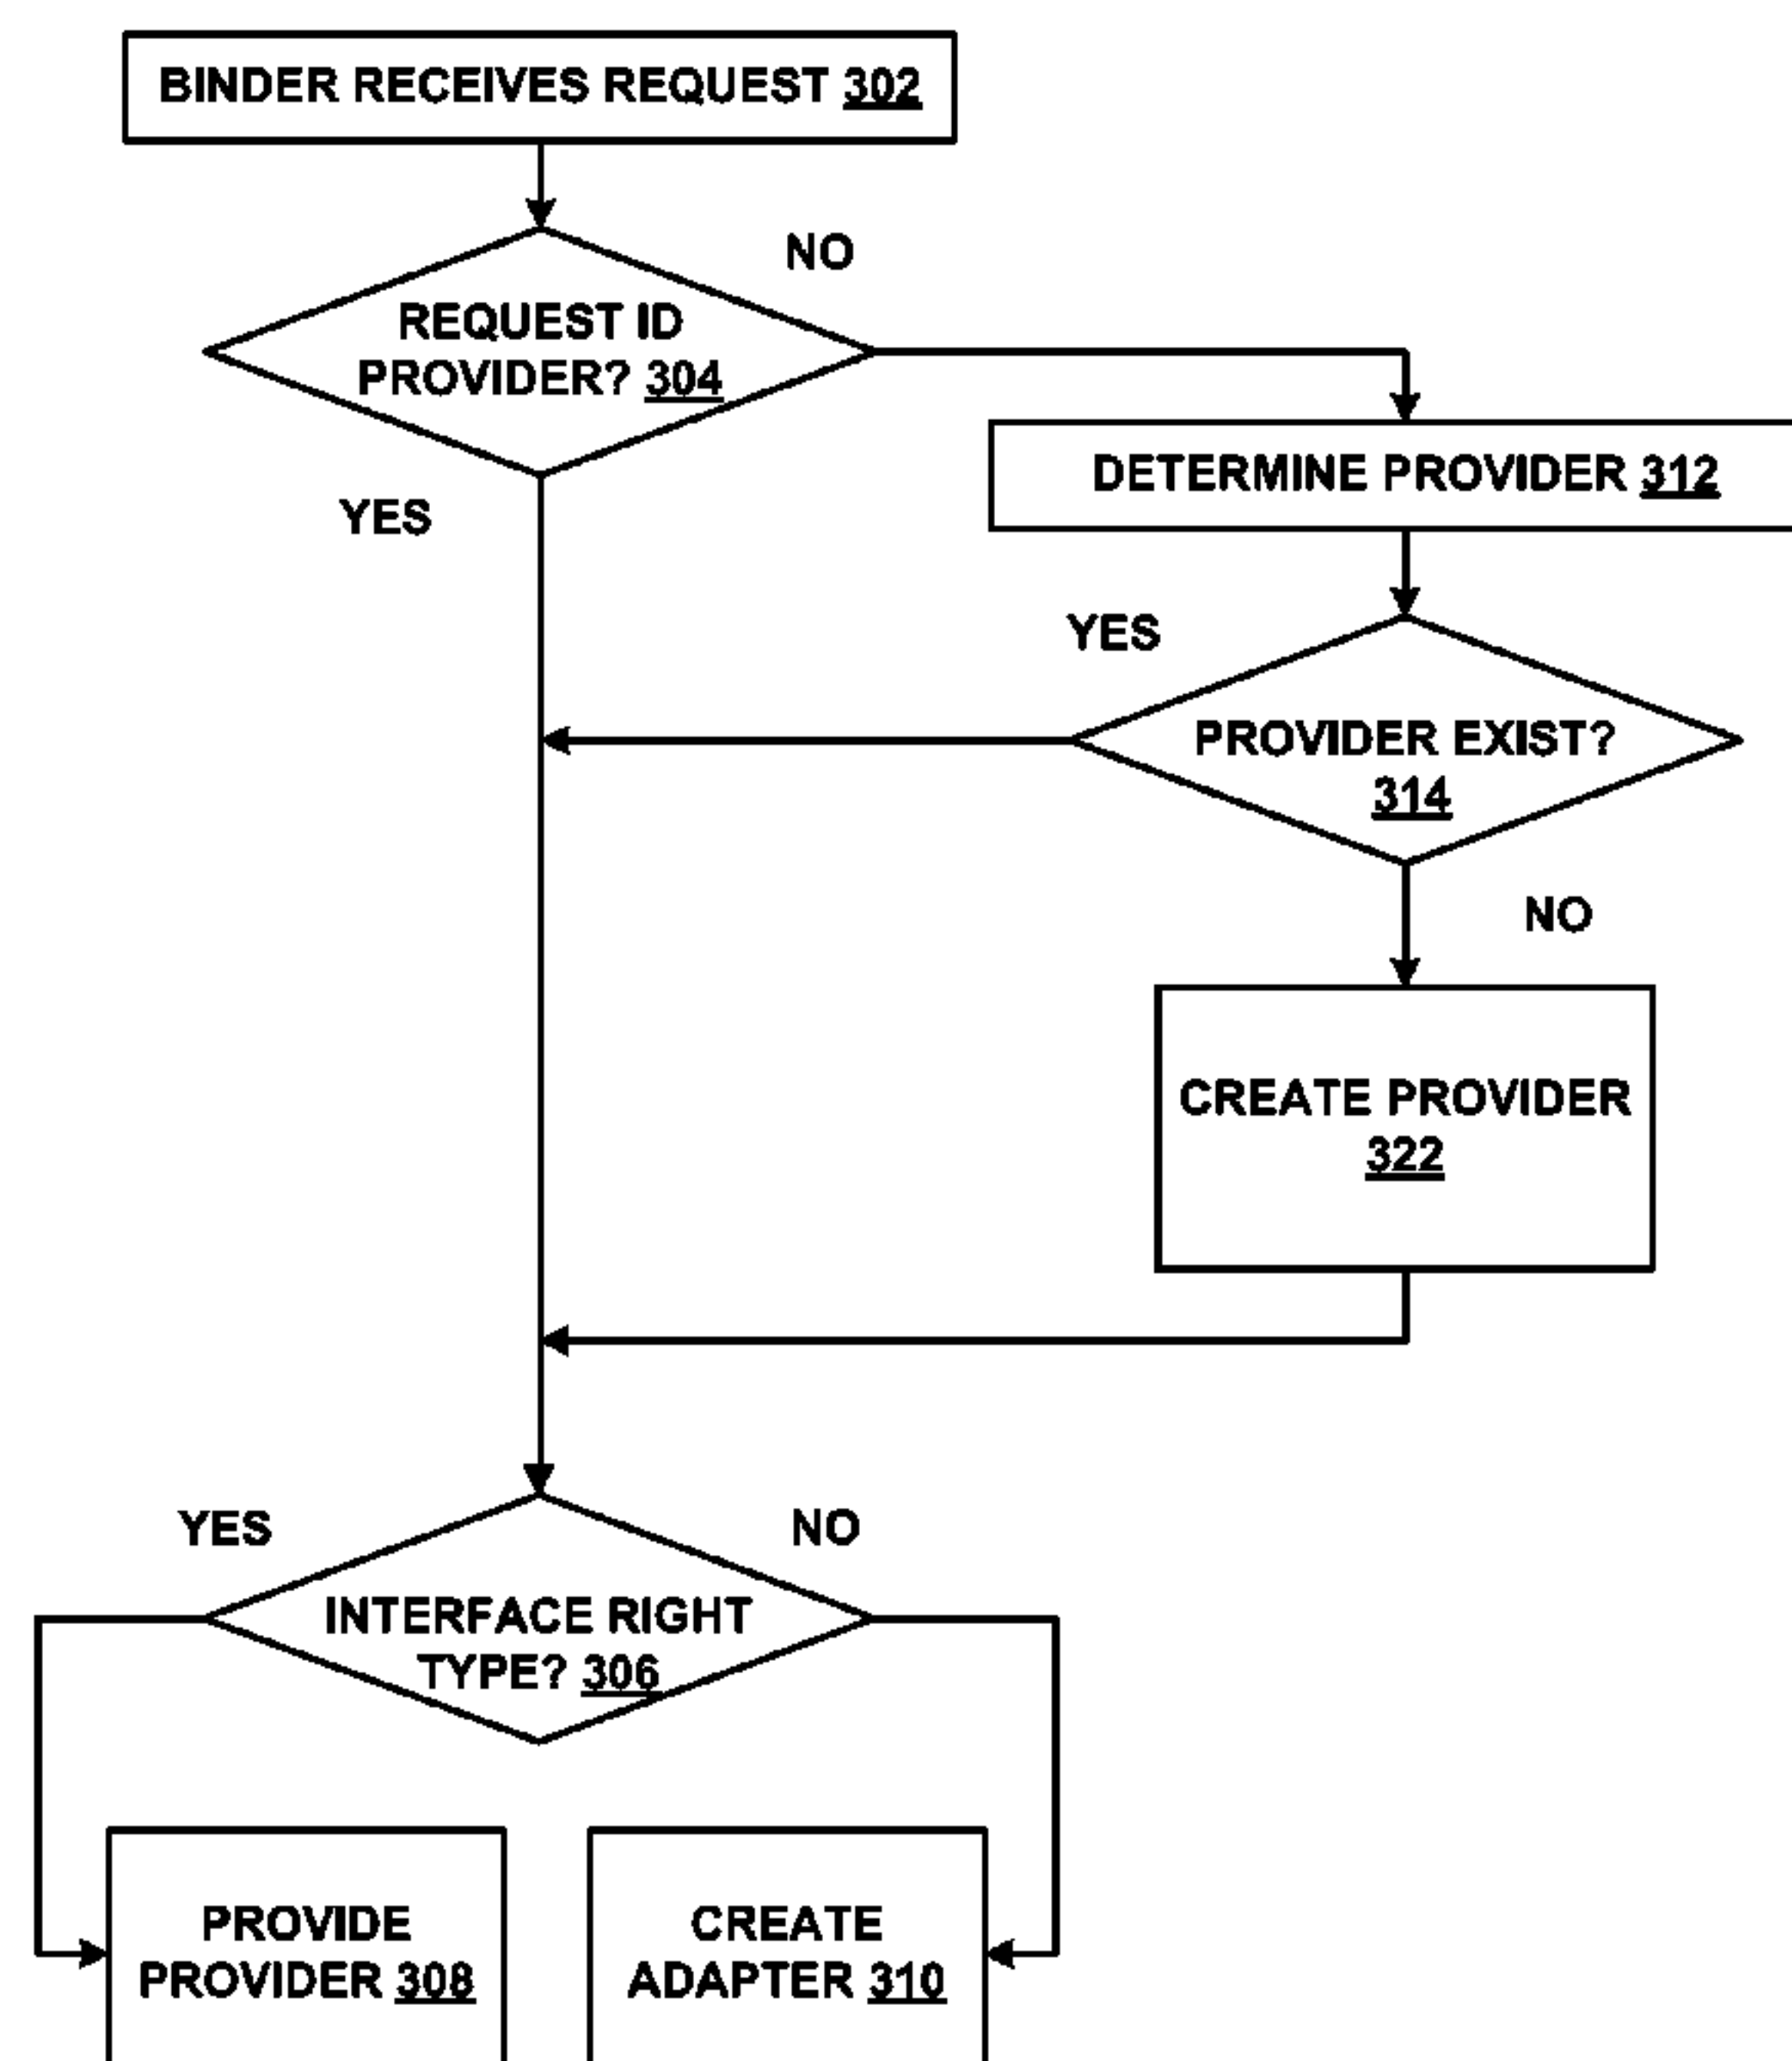 BINDER RECEIVES REQUEST 302
NO
REQUEST ID
PROVIDER? 304
YES
DETERMINE PROVIDER 312
YES
PROVIDER EXIST?
314
NO
CREATE PROVIDER
322
YES
NO
INTERFACE RIGHT
TYPE? 306
PROVIDE
PROVIDER 308
CREATE
ADAPTER 310